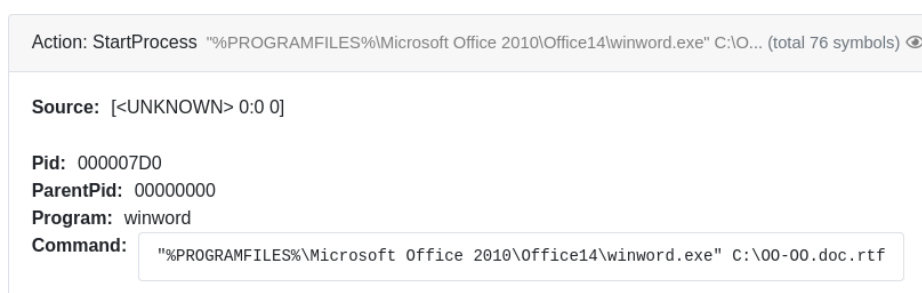 Action: StartProcess "%PROGRAMFILES%\Microsoft Office 2010\Office14\winword.exe" C:\O... (total 76 symbols)
Source: [<UNKNOWN> 0:0 0]
Pid: 000007D0
ParentPid: 00000000
Program: winword
Command: "%PROGRAMFILES%\Microsoft Office 2010\Office14\winword.exe" C:\OO-OO.doc.rtf